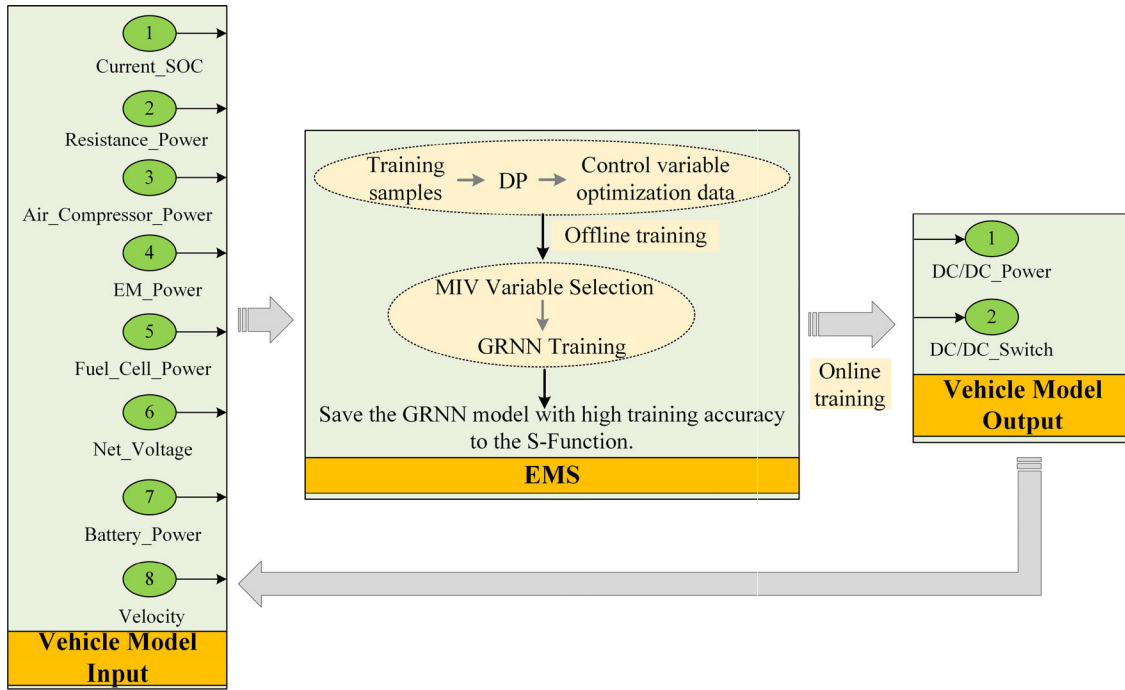 1
Current_SOC
2
Resistance_Power
3
Air_Compressor_Power
4
EM_Power
5
Fuel_Cell_Power
6
Net_Voltage
7
Battery_Power
8
Velocity
Vehicle Model
Input
Training
samples
DP
Control variable
optimization data
Offline training
MIV Variable Selection
GRNN Training
Save the GRNN model with high training accuracy
to the S-Function.
EMS
Online
training
1
DC/DC_Power
2
DC/DC_Switch
Vehicle Model
Output